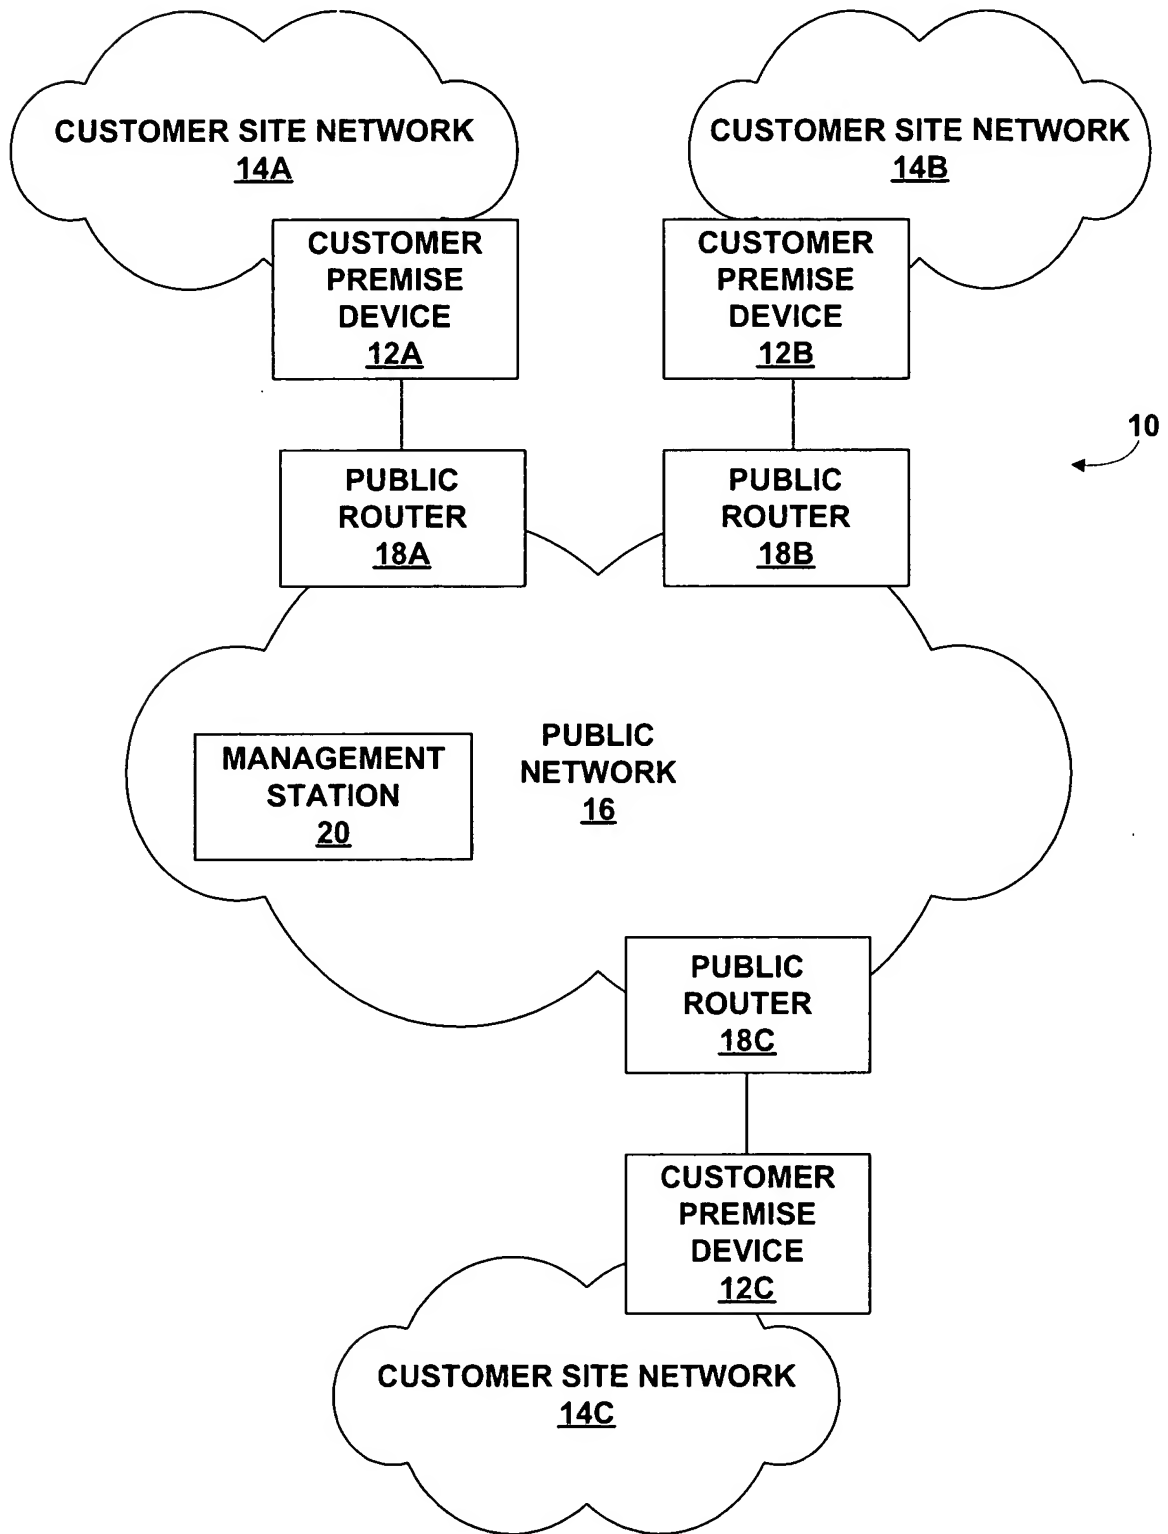 CUSTOMER SITE NETWORK
14A
CUSTOMER SITE NETWORK
14B
CUSTOMER
PREMISE
DEVICE
12A
CUSTOMER
PREMISE
DEVICE
12B
10
PUBLIC
ROUTER
18A
PUBLIC
ROUTER
18B
MANAGEMENT
STATION
20
PUBLIC
NETWORK
16
PUBLIC
ROUTER
18C
CUSTOMER
PREMISE
DEVICE
12C
CUSTOMER SITE NETWORK
14C